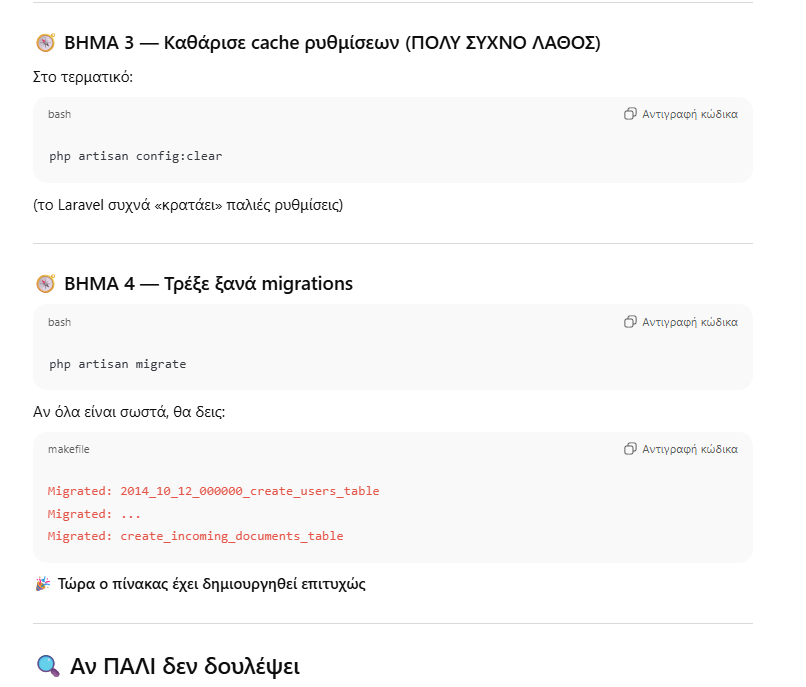 🧭 ΒΗΜΑ 3 — Καθάρισε cache ρυθμίσεων (ΠΟΛΥ ΣΥΧΝΟ ΛΑΘΟΣ)
Στο τερματικό:
bash
Αντιγραφή κώδικα
php artisan config:clear
(το Laravel συχνά «κρατάει» παλιές ρυθμίσεις)
🧭 ΒΗΜΑ 4 — Τρέξε ξανά migrations
bash
Αντιγραφή κώδικα
php artisan migrate
Αν όλα είναι σωστά, θα δεις:
makefile
Αντιγραφή κώδικα
Migrated: 2014_10_12_000000_create_users_table
Migrated: ...
Migrated: create_incoming_documents_table
🎉 Τώρα ο πίνακας έχει δημιουργηθεί επιτυχώς
🔍 Αν ΠΑΛΙ δεν δουλέψει